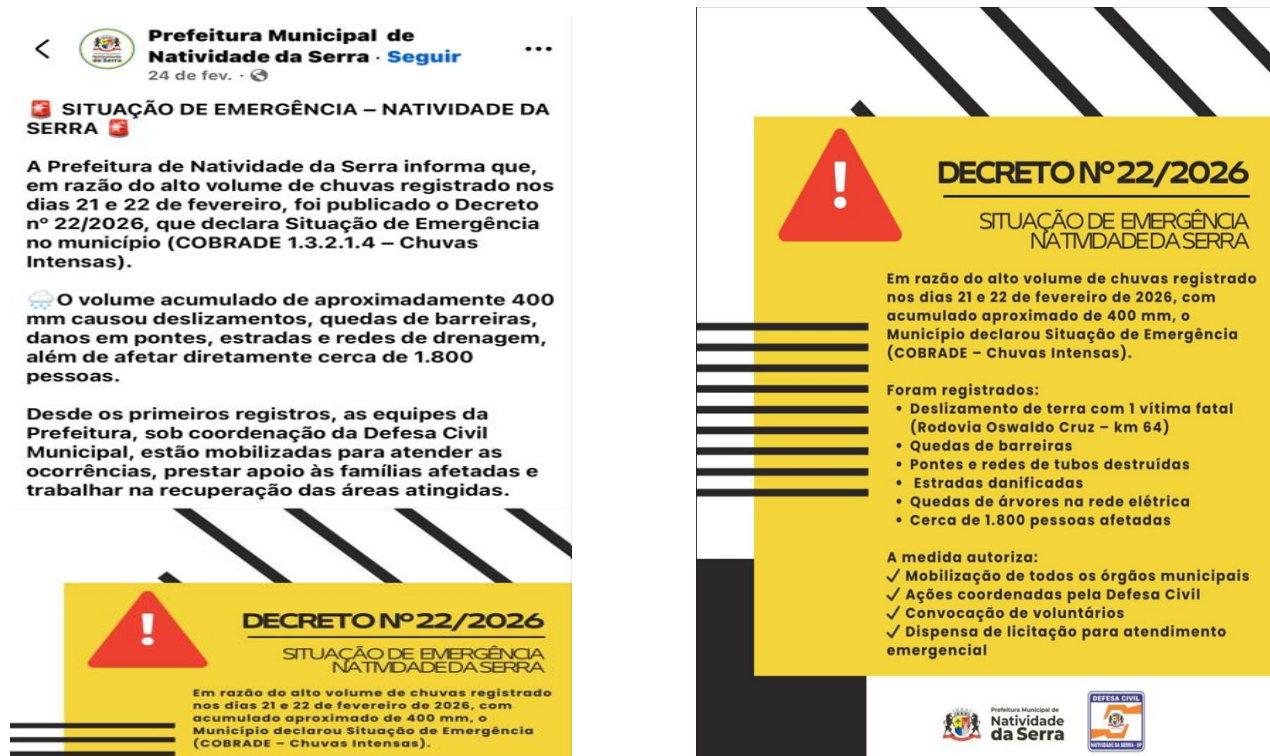 Prefeitura Municipal de
Natividade da Serra · Seguir
24 de fev. ·
🚨 SITUAÇÃO DE EMERGÊNCIA – NATIVIDADE DA
SERRA 🚨
A Prefeitura de Natividade da Serra informa que,
em razão do alto volume de chuvas registrado nos
dias 21 e 22 de fevereiro, foi publicado o Decreto
nº 22/2026, que declara Situação de Emergência
no município (COBRADE 1.3.2.1.4 – Chuvas
Intensas).
🌧️O volume acumulado de aproximadamente 400
mm causou deslizamentos, quedas de barreiras,
danos em pontes, estradas e redes de drenagem,
além de afetar diretamente cerca de 1.800
pessoas.
Desde os primeiros registros, as equipes da
Prefeitura, sob coordenação da Defesa Civil
Municipal, estão mobilizadas para atender as
ocorrências, prestar apoio às famílias afetadas e
trabalhar na recuperação das áreas atingidas.
DECRETO Nº 22/2026
SITUAÇÃO DE EMERGÊNCIA
NATIVIDADE DA SERRA
Em razão do alto volume de chuvas registrado
nos dias 21 e 22 de fevereiro de 2026, com
acumulado aproximado de 400 mm, o
Município declarou Situação de Emergência
(COBRADE – Chuvas Intensas).
DECRETO Nº 22/2026
SITUAÇÃO DE EMERGÊNCIA
NATIVIDADE DA SERRA
Em razão do alto volume de chuvas registrado
nos dias 21 e 22 de fevereiro de 2026, com
acumulado aproximado de 400 mm, o
Município declarou Situação de Emergência
(COBRADE – Chuvas Intensas).
Foram registrados:
• Deslizamento de terra com 1 vítima fatal
(Rodovia Oswaldo Cruz – km 64)
• Quedas de barreiras
• Pontes e redes de tubos destruídas
• Estradas danificadas
• Quedas de árvores na rede elétrica
• Cerca de 1.800 pessoas afetadas
A medida autoriza:
✓ Mobilização de todos os órgãos municipais
✓ Ações coordenadas pela Defesa Civil
✓ Convocação de voluntários
✓ Dispensa de licitação para atendimento
emergencial
Prefeitura Municipal de
Natividade
da Serra
DEFESA CIVIL
NATIVIDADE DA SERRA - SP